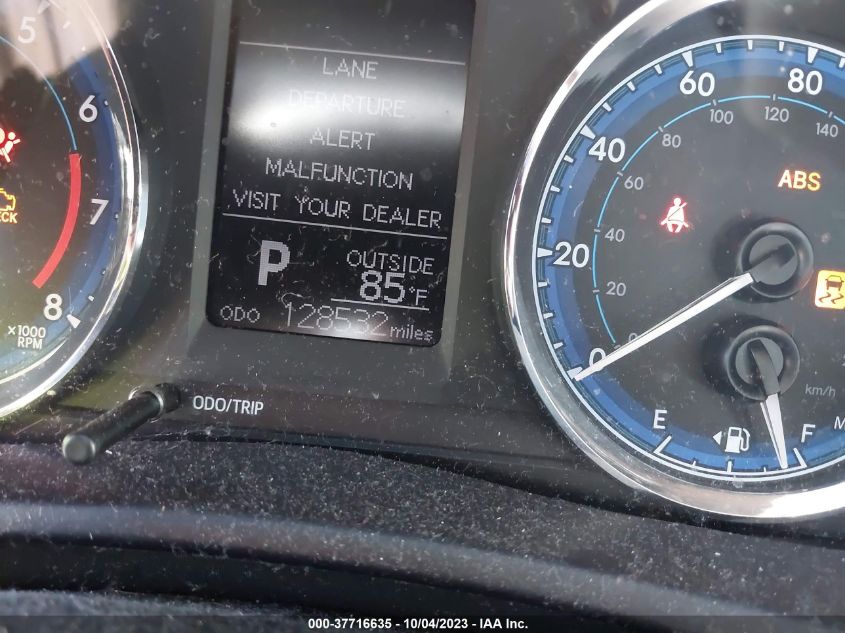 5
6
7
8
×1000
RPM
CHECK
LANE
DEPARTURE
ALERT
MALFUNCTION
VISIT YOUR DEALER
P
OUTSIDE
85°F
ODO 128532 miles
ODO/TRIP
0
20
40
60
80
20
40
60
80
100
120
140
ABS
km/h
E
F
M
000-37716635 - 10/04/2023 - IAA Inc.